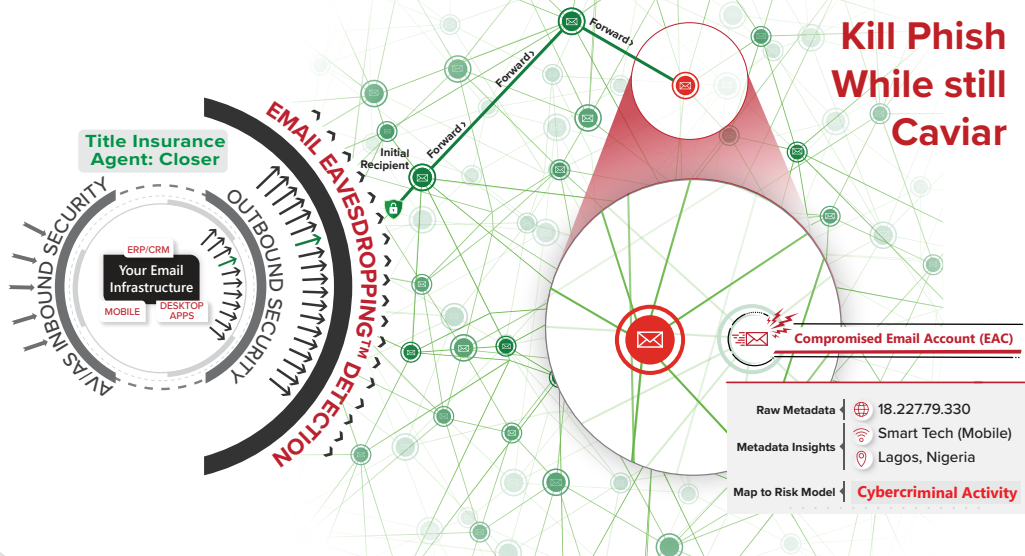 Kill Phish
While still
Caviar
Title Insurance
Agent: Closer
AV/AS INBOUND SECURITY
OUTBOUND SECURITY
ERP/CRM
Your Email
Infrastructure
MOBILE
DESKTOP
APPS
EMAIL EAVESDROPPING™ DETECTION
Initial
Recipient
Forward
Forward
Forward
Compromised Email Account (EAC)
Raw Metadata
18.227.79.330
Metadata Insights
Smart Tech (Mobile)
Lagos, Nigeria
Map to Risk Model
Cybercriminal Activity